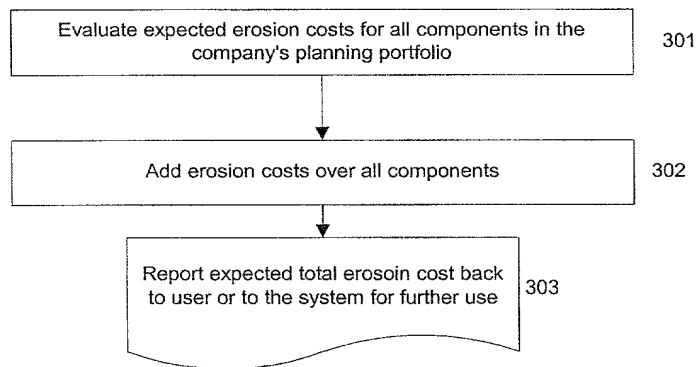 Evaluate expected erosion costs for all components in the
company's planning portfolio
301
Add erosion costs over all components
302
Report expected total erosoin cost back
to user or to the system for further use
303